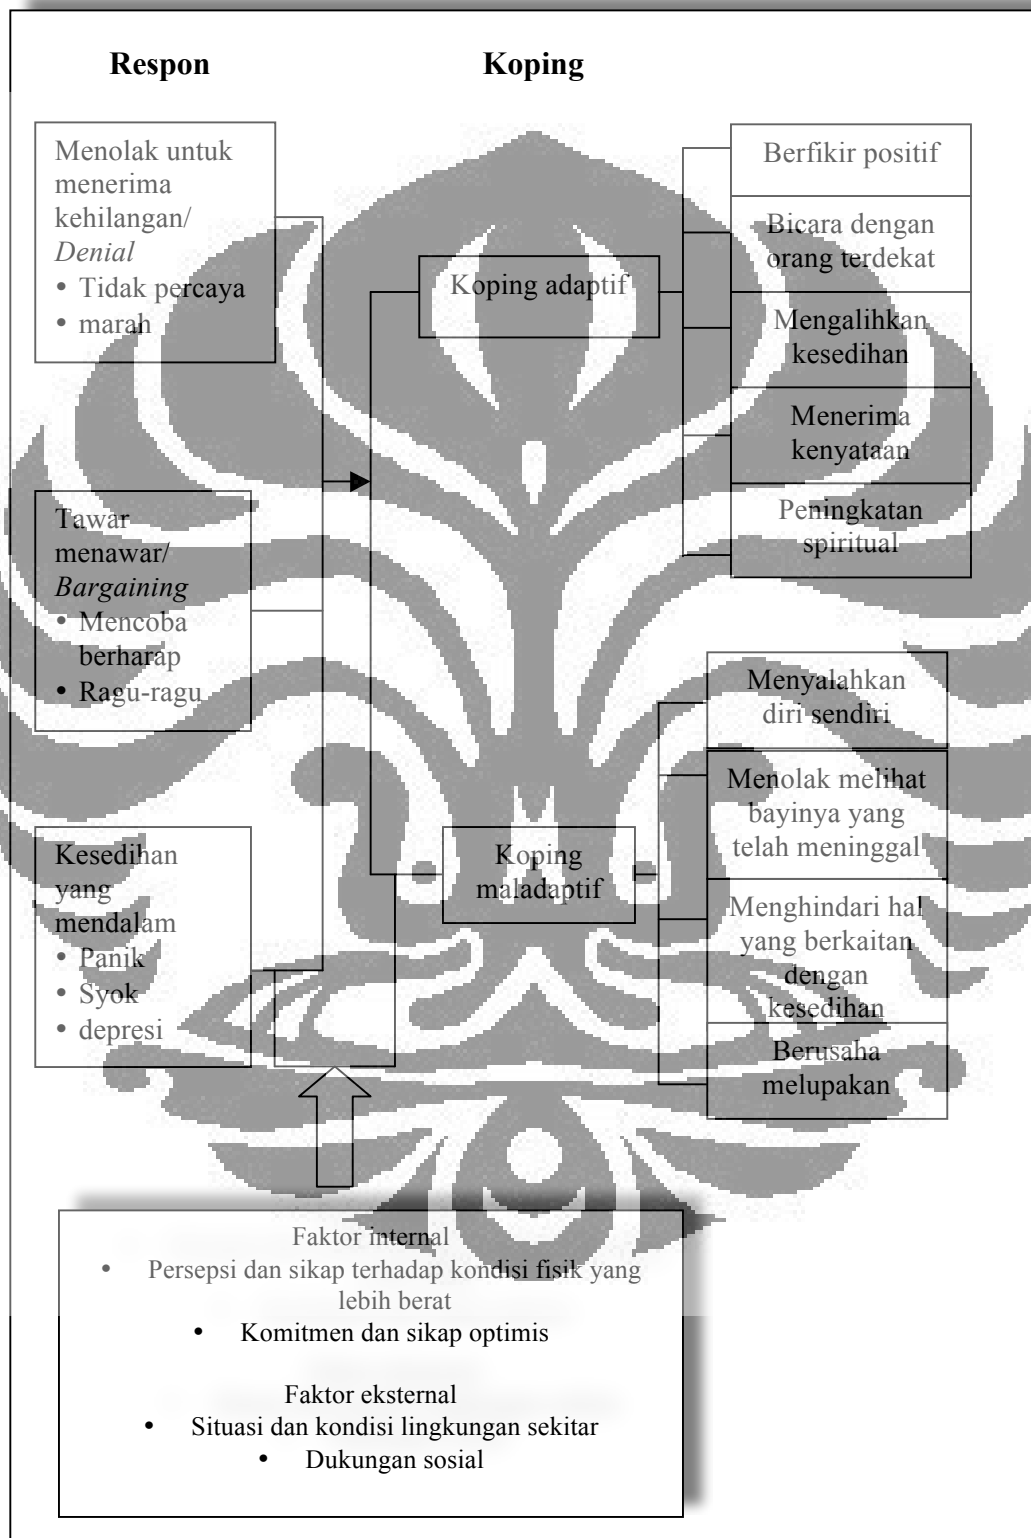 Respon
Koping
Menolak untuk
menerima
kehilangan/
Denial
• Tidak percaya
• marah
Tawar
menawar/
Bargaining
• Mencoba
berharap
• Ragu-ragu
Kesedihan
yang
mendalam
• Panik
• Syok
• depresi
Koping adaptif
Berfikir positif
Bicara dengan
orang terdekat
Mengalihkan
kesedihan
Menerima
kenyataan
Peningkatan
spiritual
Koping
maladaptif
Menyalahkan
diri sendiri
Menolak melihat
bayinya yang
telah meninggal
Menghindari hal
yang berkaitan
dengan
kesedihan
Berusaha
melupakan
Faktor internal
• Persepsi dan sikap terhadap kondisi fisik yang
lebih berat
• Komitmen dan sikap optimis
Faktor eksternal
• Situasi dan kondisi lingkungan sekitar
• Dukungan sosial